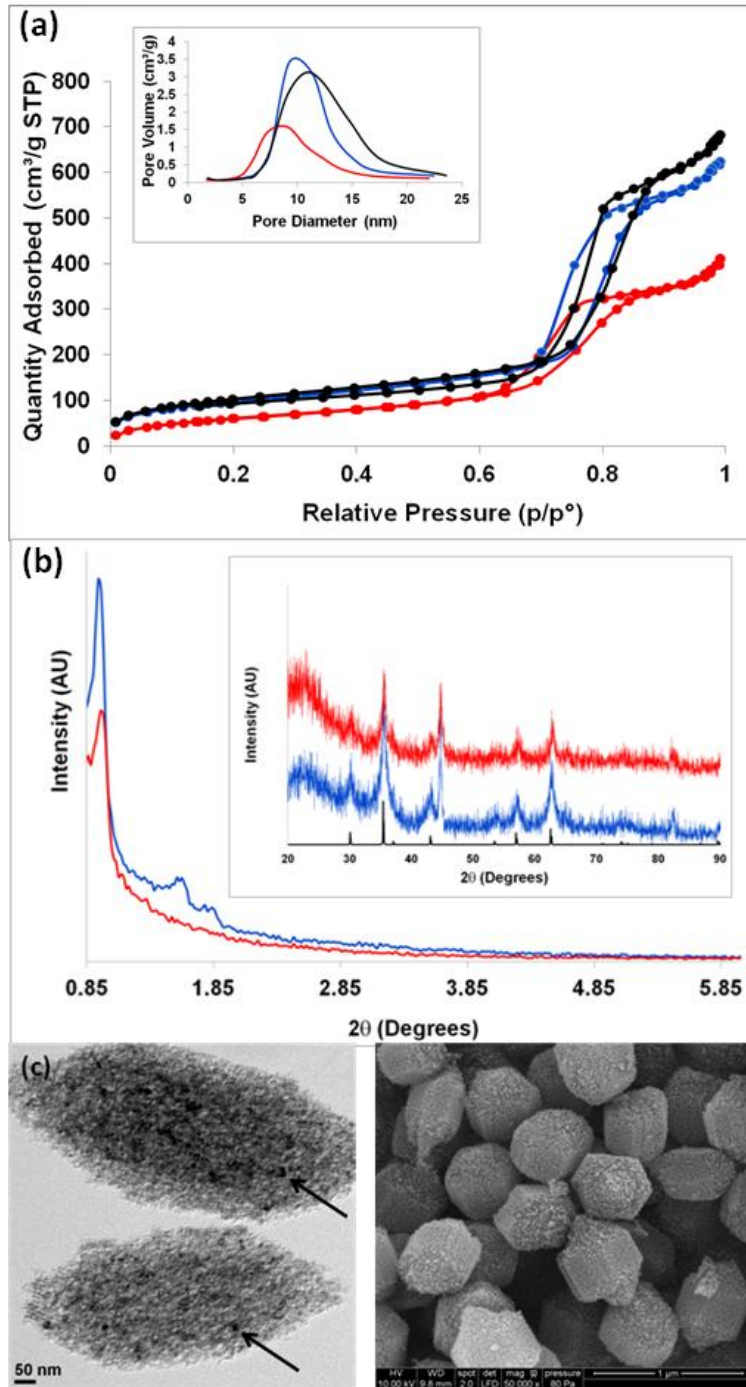 (a)
Quantity Adsorbed (cm³/g STP)
800
700
600
500
400
300
200
100
0
0
0.2
0.4
0.6
0.8
1
Relative Pressure (p/p°)
Pore Volume (cm³/g)
4
3.5
3
2.5
2
1.5
1
0.5
0
0 5 10 15 20 25
Pore Diameter (nm)
(b)
Intensity (AU)
0.85 1.85 2.85 3.85 4.85 5.85
2θ (Degrees)
Intensity (AU)
20 30 40 50 60 70 80 90
2θ (Degrees)
(c)
50 nm
HV WD spot det mag pressure
10.00 kV 9.8 mm 2.0 LFD 50,000 x 80 Pa
1 µm